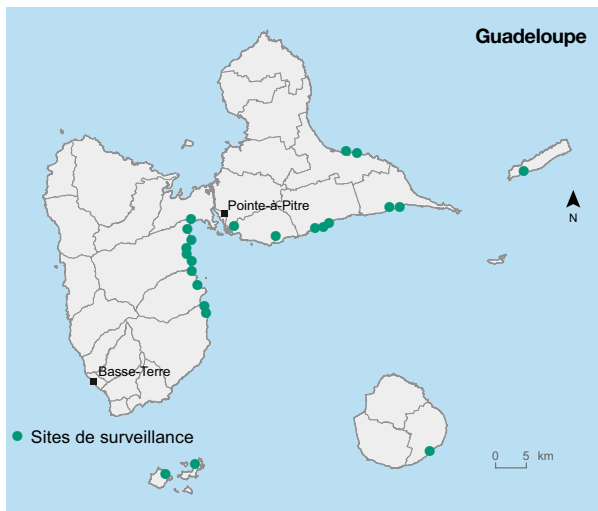 Guadeloupe
Pointe-à-Pitre
N
Basse-Terre
Sites de surveillance
0 5 km